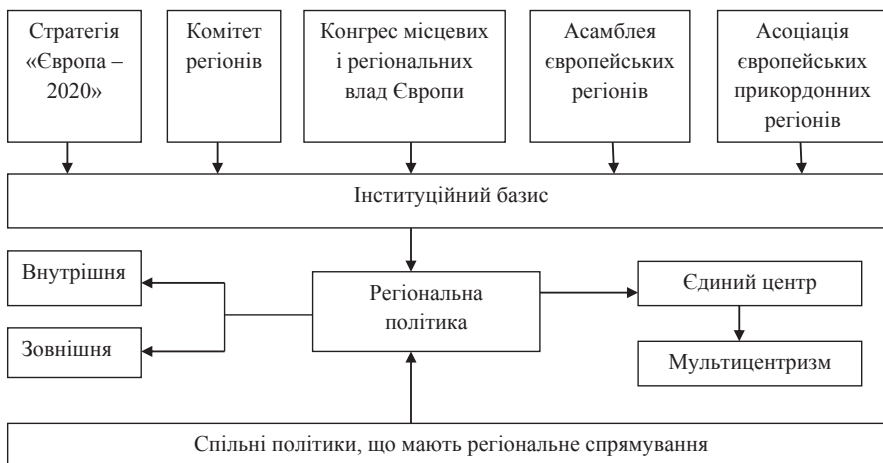 Стратегія
«Європа –
2020»
Комітет
регіонів
Конгрес місцевих
і регіональних
влад Європи
Асамблея
європейських
регіонів
Асоціація
європейських
прикордонних
регіонів
Інституційний базис
Внутрішня
Зовнішня
Регіональна
політика
Єдиний центр
Мультицентризм
Спільні політики, що мають регіональне спрямування